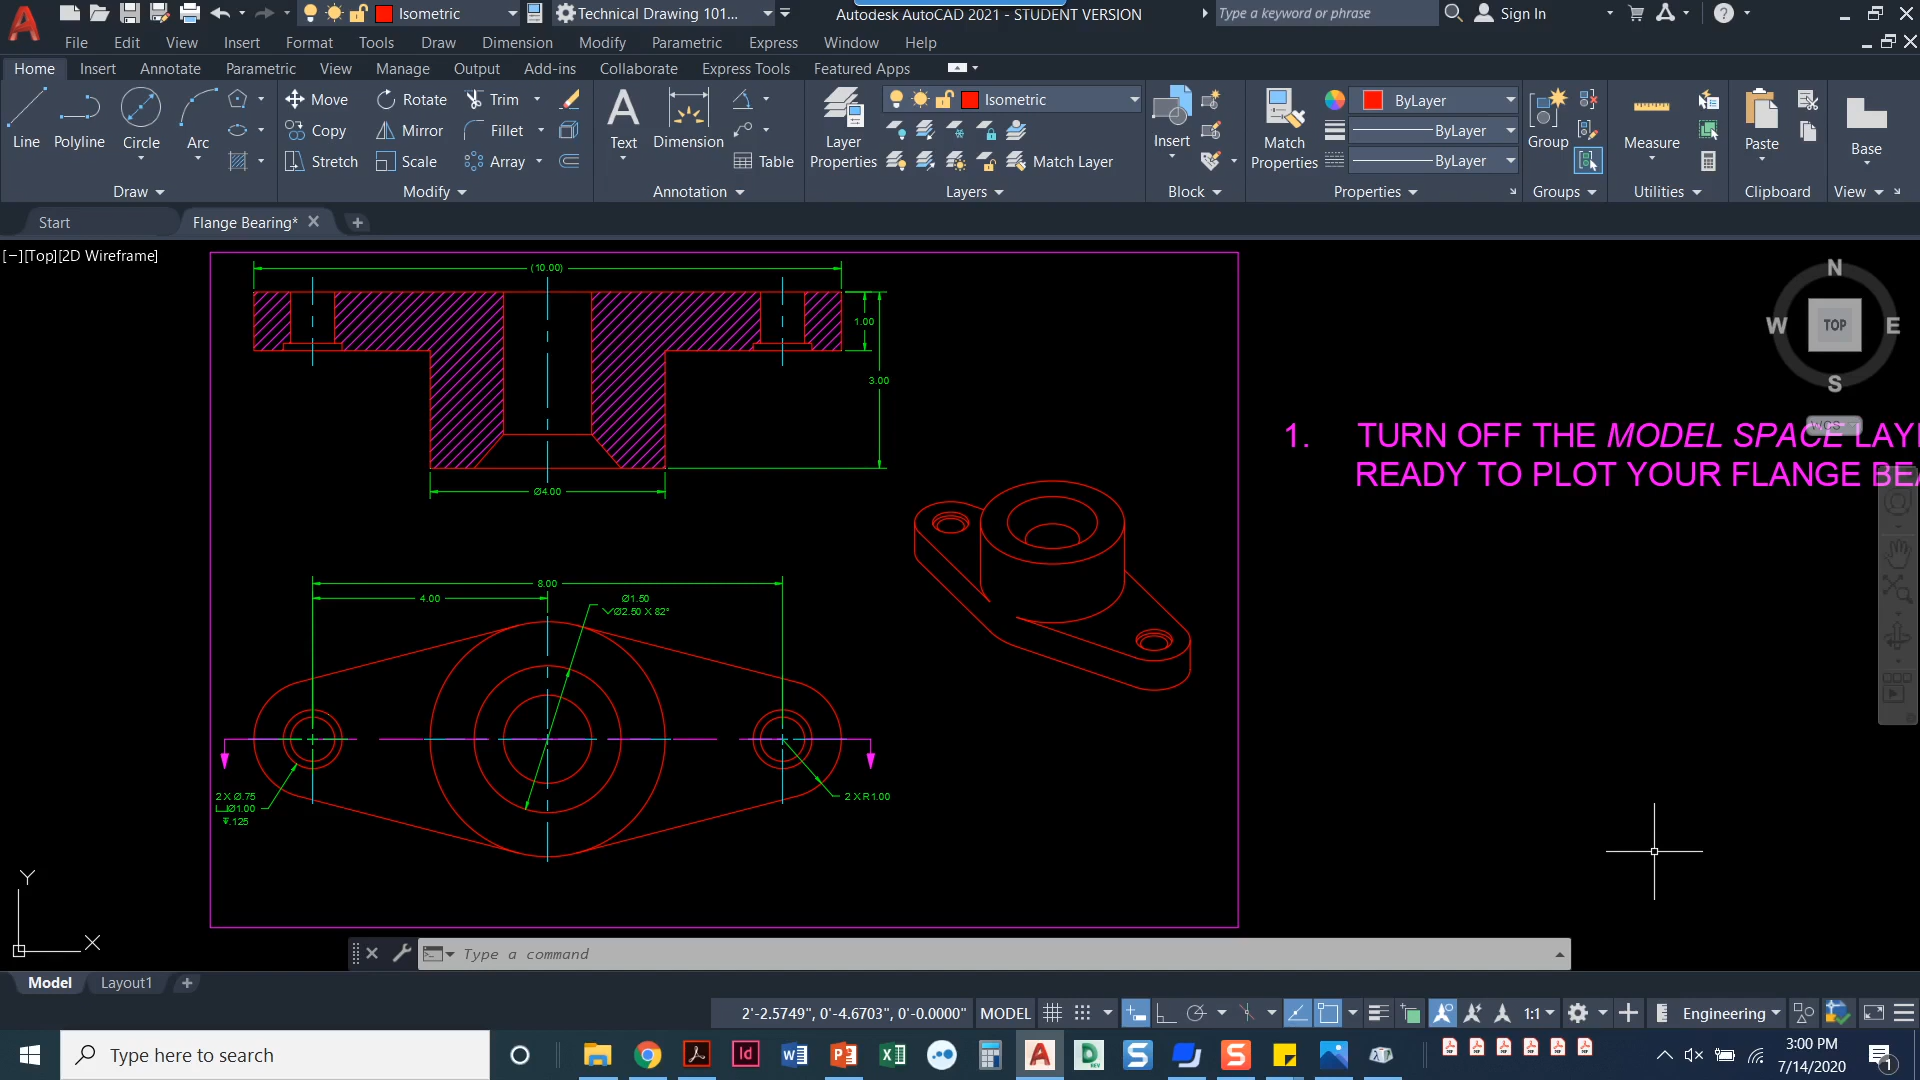 Isometric
Technical Drawing 101...
Autodesk AutoCAD 2021 - STUDENT VERSION
Type a keyword or phrase
Sign In
File Edit View Insert Format Tools Draw Dimension Modify Parametric Express Window Help
Home Insert Annotate Parametric View Manage Output Add-ins Collaborate Express Tools Featured Apps
Line
Polyline
Circle
Arc
Draw
Move
Rotate
Trim
Copy
Mirror
Fillet
Stretch
Scale
Array
Modify
Text
Dimension
Table
Annotation
Layer
Properties
Isometric
Match Layer
Layers
Insert
Block
Match
Properties
ByLayer
ByLayer
ByLayer
Properties
Group
Groups
Measure
Utilities
Paste
Clipboard
Base
View
Start
Flange Bearing*
[−][Top][2D Wireframe]
(10.00)
1.00
3.00
Ø4.00
8.00
4.00
Ø1.50
Ø2.50 X 82°
2 X Ø.75
Ø1.00
.125
2 X R1.00
N
W
TOP
E
S
WCS
1. TURN OFF THE MODEL SPACE LAY
READY TO PLOT YOUR FLANGE BEA
Y
X
Type a command
Model
Layout1
2'-2.5749", 0'-4.6703", 0'-0.0000"
MODEL
1:1
Engineering
Type here to search
3:00 PM
7/14/2020
1